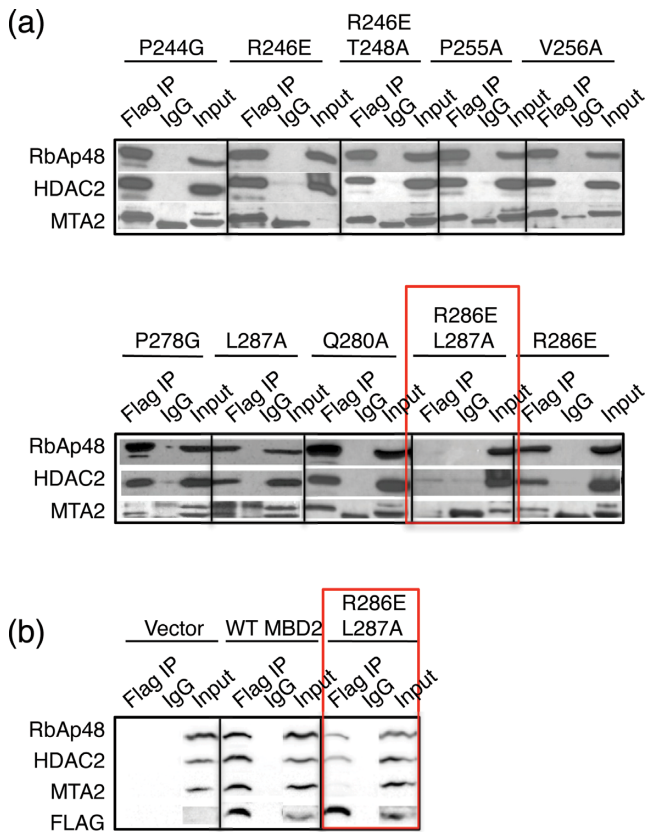 (a)
R246E
P244G R246E T248A P255A V256A
Flag IP IgG Input Flag IP IgG Input Flag IP IgG Input Flag IP IgG Input Flag IP IgG Input
RbAp48
HDAC2
MTA2
R286E
P278G L287A Q280A L287A R286E
Flag IP IgG Input Flag IP IgG Input Flag IP IgG Input Flag IP IgG Input Flag IP IgG Input
RbAp48
HDAC2
MTA2
(b)
R286E
Vector WT MBD2 L287A
Flag IP IgG Input Flag IP IgG Input Flag IP IgG Input
RbAp48
HDAC2
MTA2
FLAG